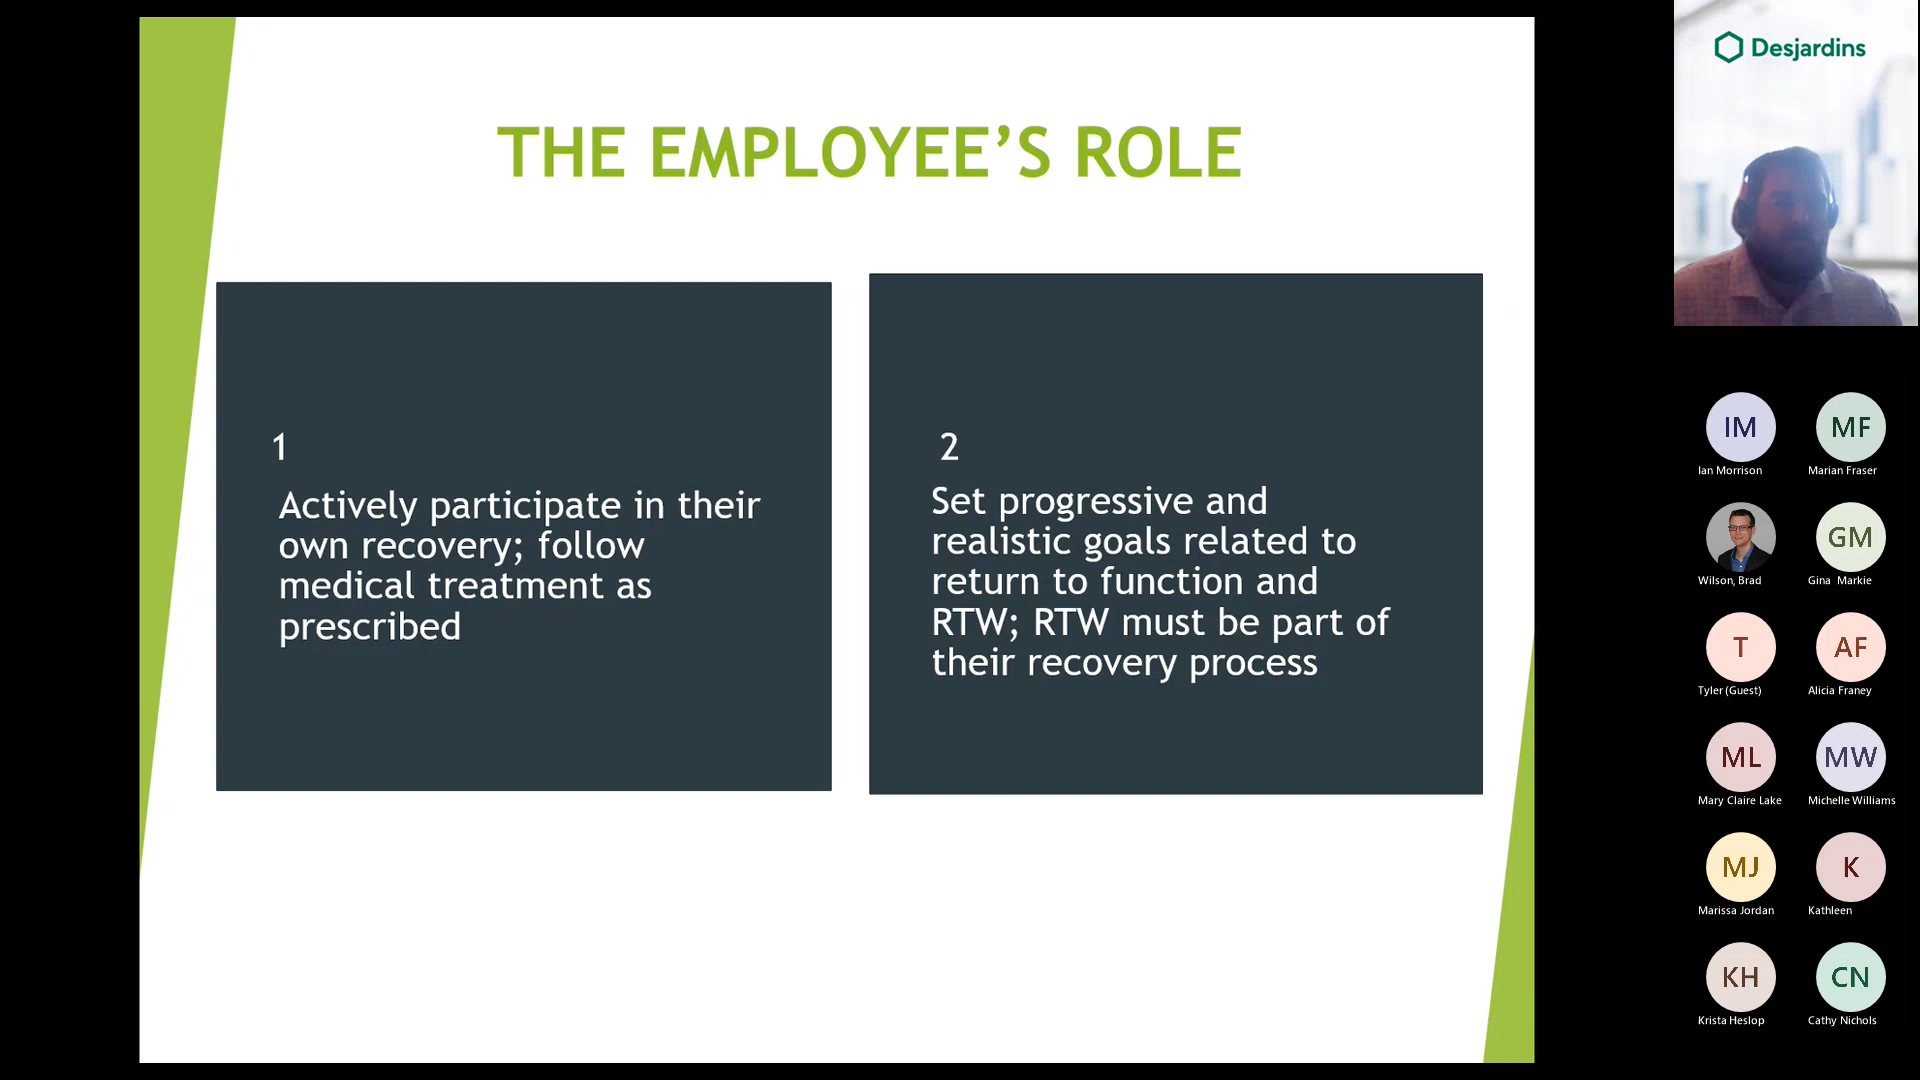 THE EMPLOYEE’S ROLE
1
Actively participate in their
own recovery; follow
medical treatment as
prescribed
2
Set progressive and
realistic goals related to
return to function and
RTW; RTW must be part of
their recovery process
Desjardins
IM
Ian Morrison
MF
Marian Fraser
Wilson, Brad
GM
Gina Markie
T
Tyler (Guest)
AF
Alicia Franey
ML
Mary Claire Lake
MW
Michelle Williams
MJ
Marissa Jordan
K
Kathleen
KH
Krista Heslop
CN
Cathy Nichols